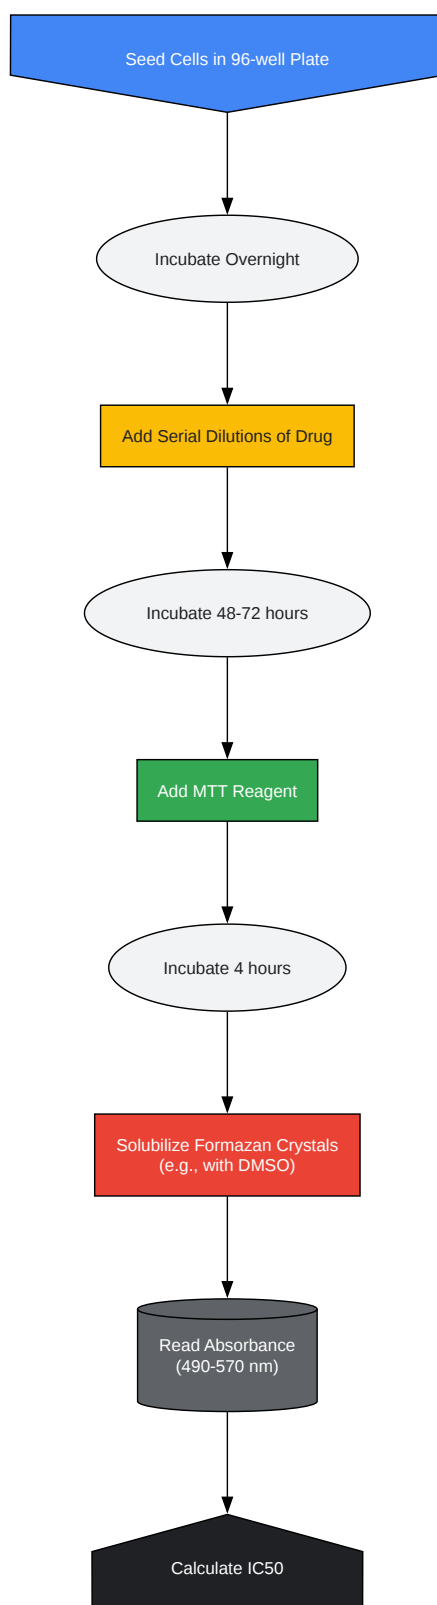 Seed Cells in 96-well Plate
Incubate Overnight
Add Serial Dilutions of Drug
Incubate 48-72 hours
Add MTT Reagent
Incubate 4 hours
Solubilize Formazan Crystals
(e.g., with DMSO)
Read Absorbance
(490-570 nm)
Calculate IC50